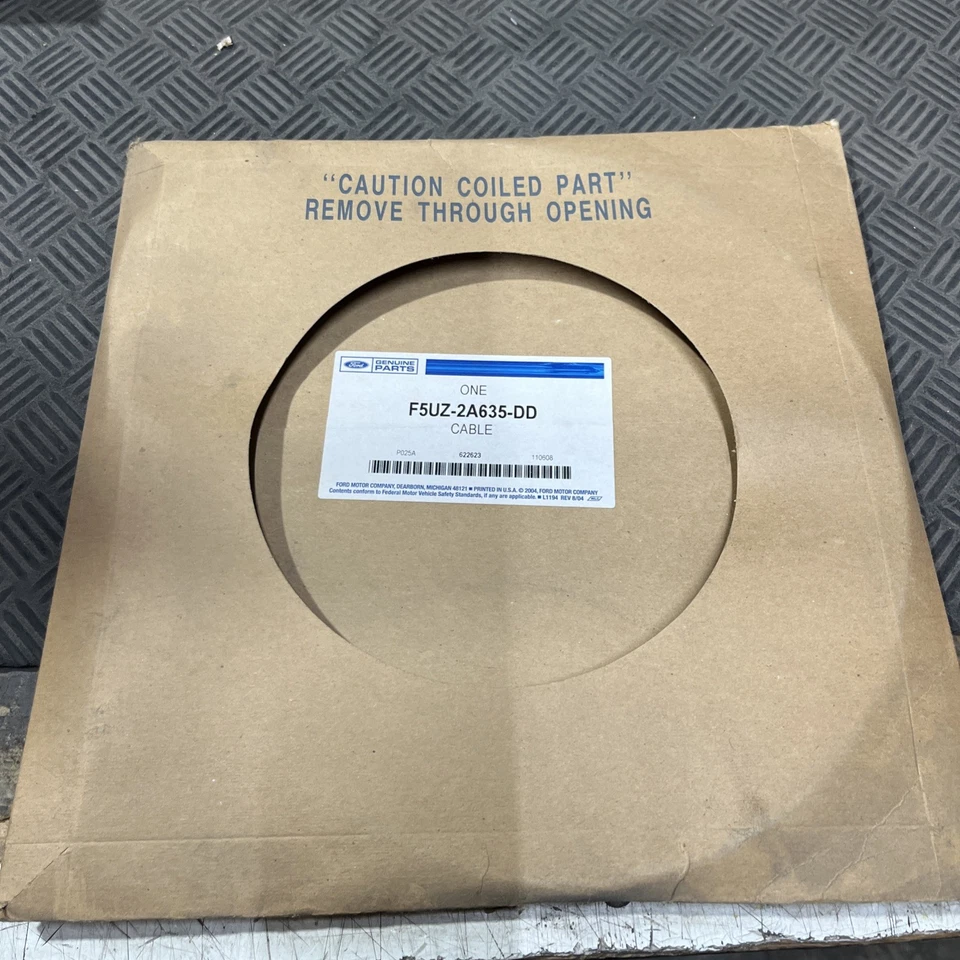 “CAUTION COILED PART”
REMOVE THROUGH OPENING
Ford GENUINE PARTS
ONE
F5UZ-2A635-DD
CABLE
P025A 622623 110608
FORD MOTOR COMPANY, DEARBORN, MICHIGAN 48121 ■ PRINTED IN U.S.A. © 2004, FORD MOTOR COMPANY
Contents conform to Federal Motor Vehicle Safety Standards, if any are applicable. ■ L1194 REV 8/04